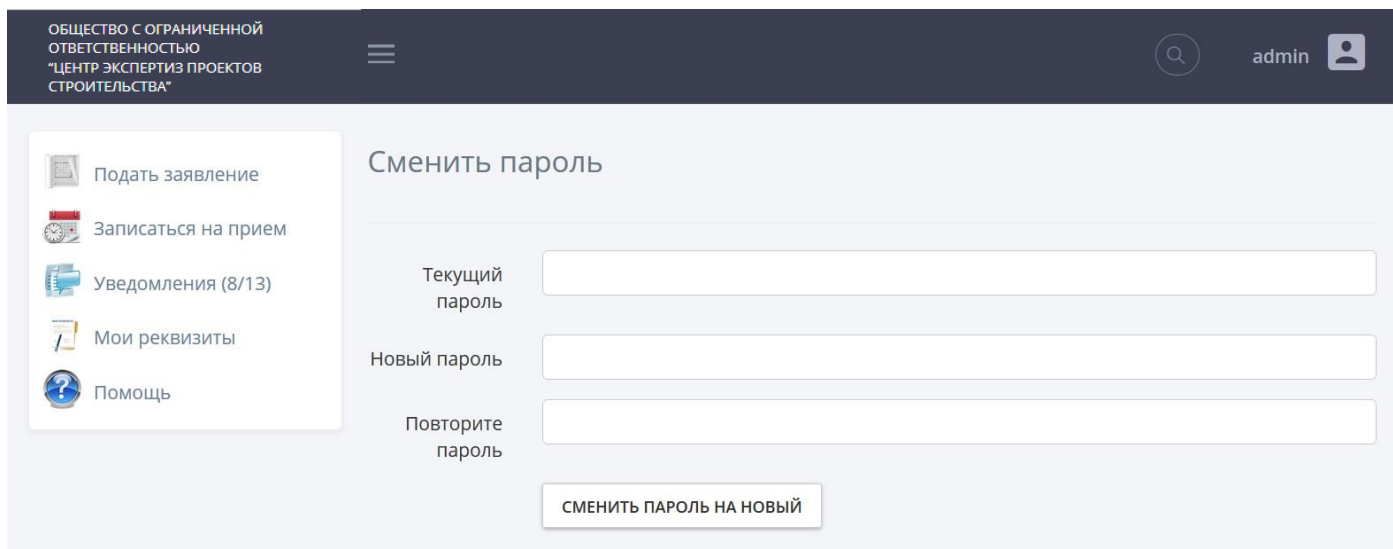 ОБЩЕСТВО С ОГРАНИЧЕННОЙ
ОТВЕТСТВЕННОСТЬЮ
“ЦЕНТР ЭКСПЕРТИЗ ПРОЕКТОВ
СТРОИТЕЛЬСТВА”
admin
Подать заявление
Записаться на прием
Уведомления (8/13)
Мои реквизиты
Помощь
Сменить пароль
Текущий
пароль
Новый пароль
Повторите
пароль
СМЕНИТЬ ПАРОЛЬ НА НОВЫЙ